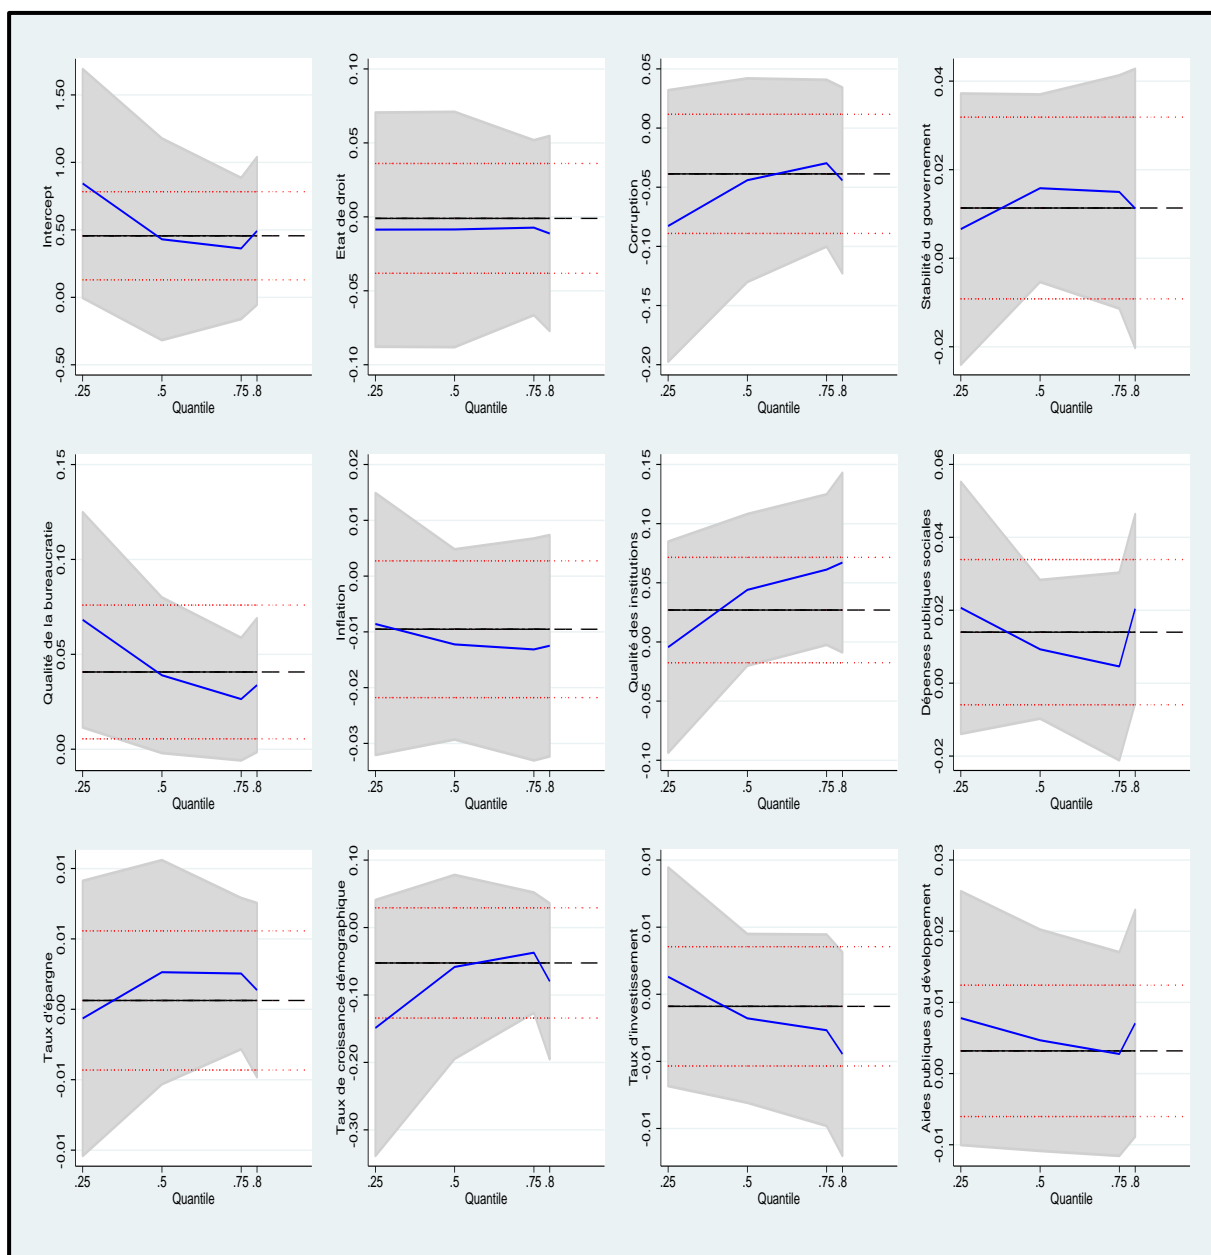 Intercept
-0.50 0.00 0.50 1.00 1.50
.25 .5 .75 .8
Quantile
Etat de droit
-0.10 -0.05 0.00 0.05 0.10
.25 .5 .75 .8
Quantile
Corruption
-0.20 -0.15 -0.10 -0.05 0.00 0.05
.25 .5 .75 .8
Quantile
Stabilité du gouvernement
-0.02 0.00 0.02 0.04
.25 .5 .75 .8
Quantile
Qualité de la bureaucratie
0.00 0.05 0.10 0.15
.25 .5 .75 .8
Quantile
Inflation
-0.03 -0.02 -0.01 0.00 0.01 0.02
.25 .5 .75 .8
Quantile
Qualité des institutions
-0.10 -0.05 0.00 0.05 0.10 0.15
.25 .5 .75 .8
Quantile
Dépenses publiques sociales
-0.02 0.00 0.02 0.04 0.06
.25 .5 .75 .8
Quantile
Taux d'épargne
-0.01 -0.01 0.00 0.01 0.01
.25 .5 .75 .8
Quantile
Taux de croissance démographique
-0.30 -0.20 -0.10 0.00 0.10
.25 .5 .75 .8
Quantile
Taux d'investissement
-0.01 -0.01 0.00 0.01 0.01
.25 .5 .75 .8
Quantile
Aides publiques au développement
-0.01 0.00 0.01 0.02 0.03
.25 .5 .75 .8
Quantile